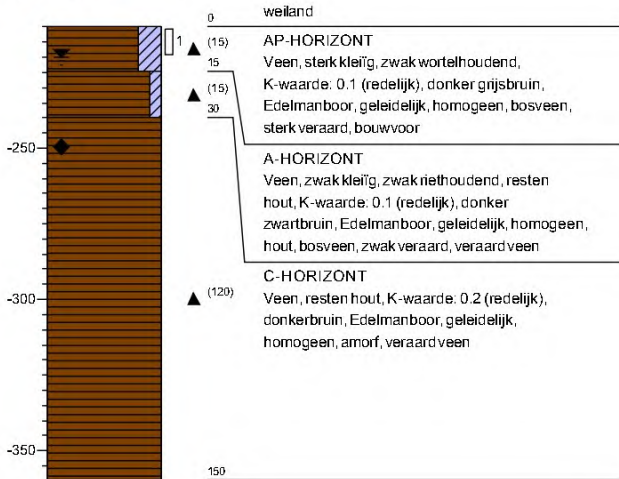 0
weiland
1
(15)
AP-HORIZONT
Veen, sterk kleiïg, zwak wortelhoudend,
15
K-waarde: 0.1 (redelijk), donker grijsbruin,
(15)
Edelmanboor, geleidelijk, homogeen, bosveen,
30
sterk veraard, bouwvoor
-250
A-HORIZONT
Veen, zwak kleiïg, zwak riethoudend, resten
hout, K-waarde: 0.1 (redelijk), donker
zwartbruin, Edelmanboor, geleidelijk, homogeen,
hout, bosveen, zwak veraard, veraard veen
C-HORIZONT
-300
(120)
Veen, resten hout, K-waarde: 0.2 (redelijk),
donkerbruin, Edelmanboor, geleidelijk,
homogeen, amorf, veraard veen
-350
150